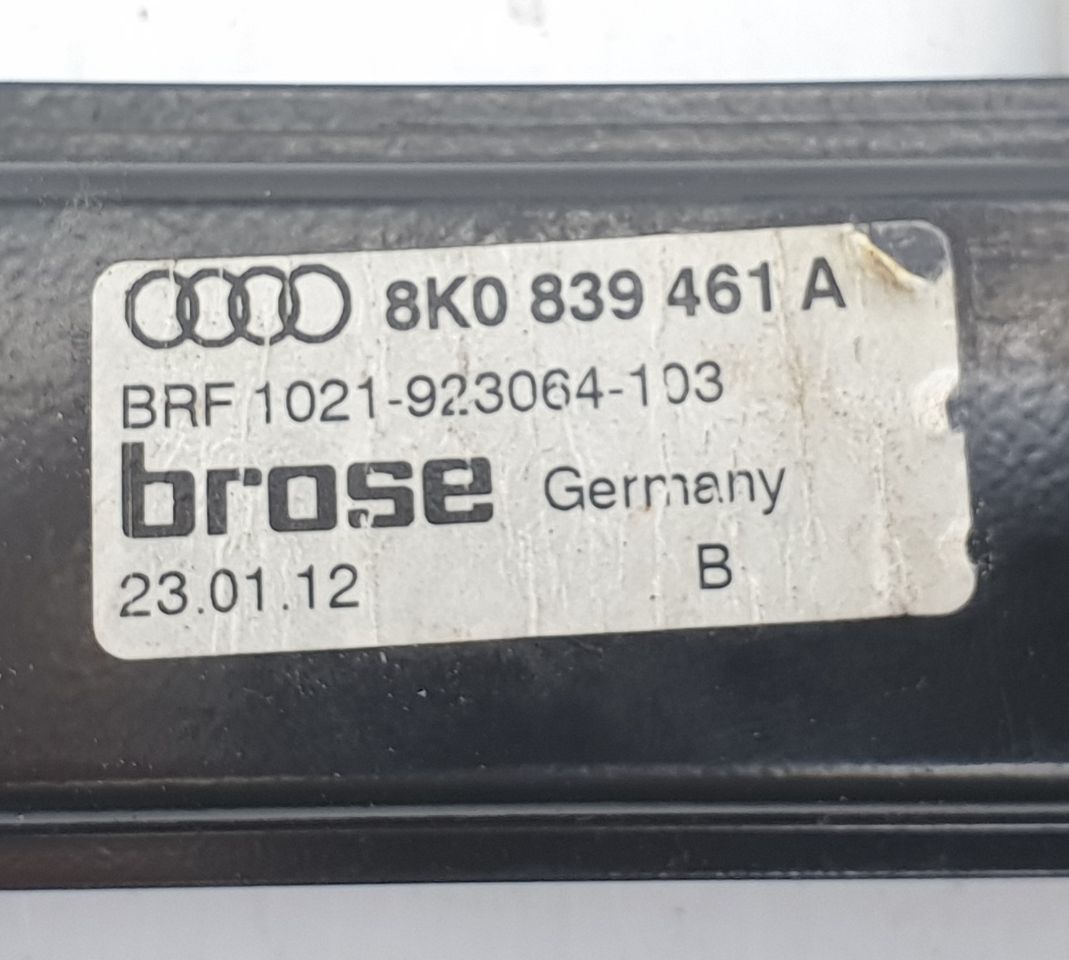 8K0 839 461 A
BRF 1021-923064-103
brose Germany
23.01.12 B